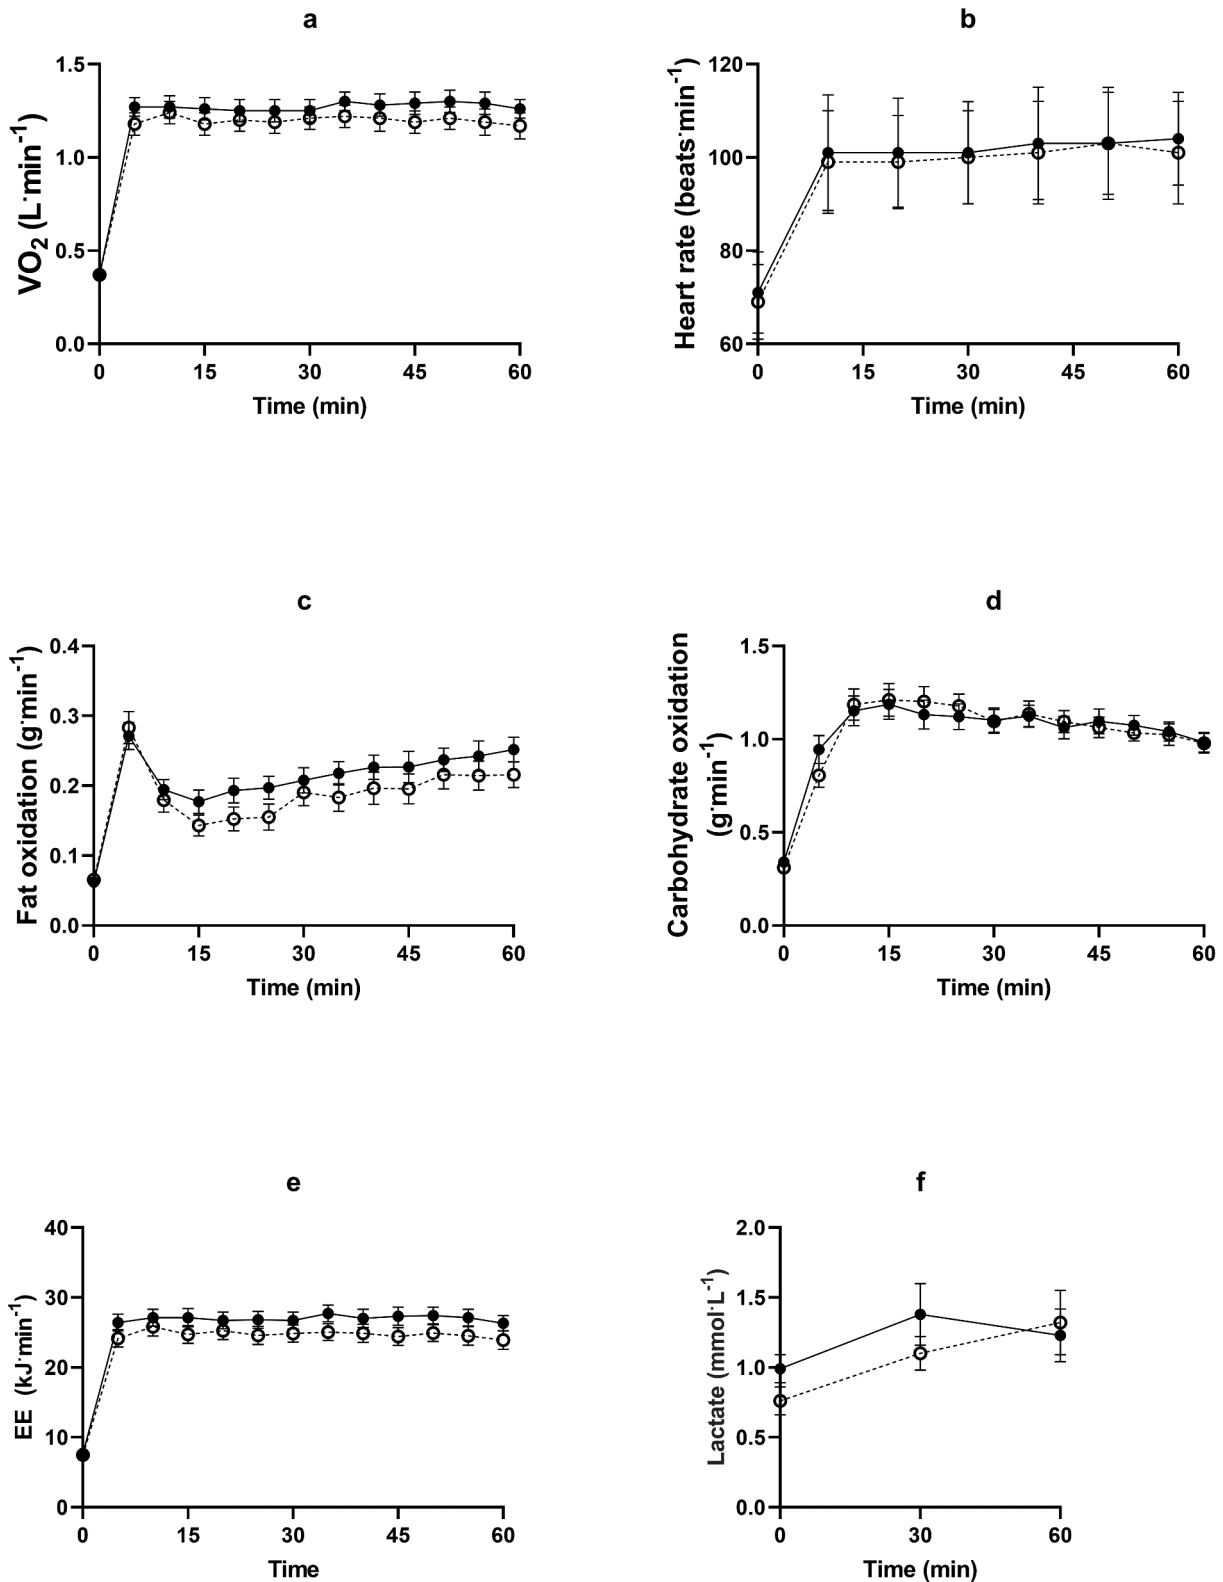 a
1.5
1.0
0.5
0.0
VO2 (L·min-1)
0 15 30 45 60
Time (min)
b
120
100
80
60
Heart rate (beats·min-1)
0 15 30 45 60
Time (min)
c
0.4
0.3
0.2
0.1
0.0
Fat oxidation (g·min-1)
0 15 30 45 60
Time (min)
d
1.5
1.0
0.5
0.0
Carbohydrate oxidation
(g·min-1)
0 15 30 45 60
Time (min)
e
40
30
20
10
0
EE (kJ·min-1)
0 15 30 45 60
Time
f
2.0
1.5
1.0
0.5
0.0
Lactate (mmol·L-1)
0 30 60
Time (min)